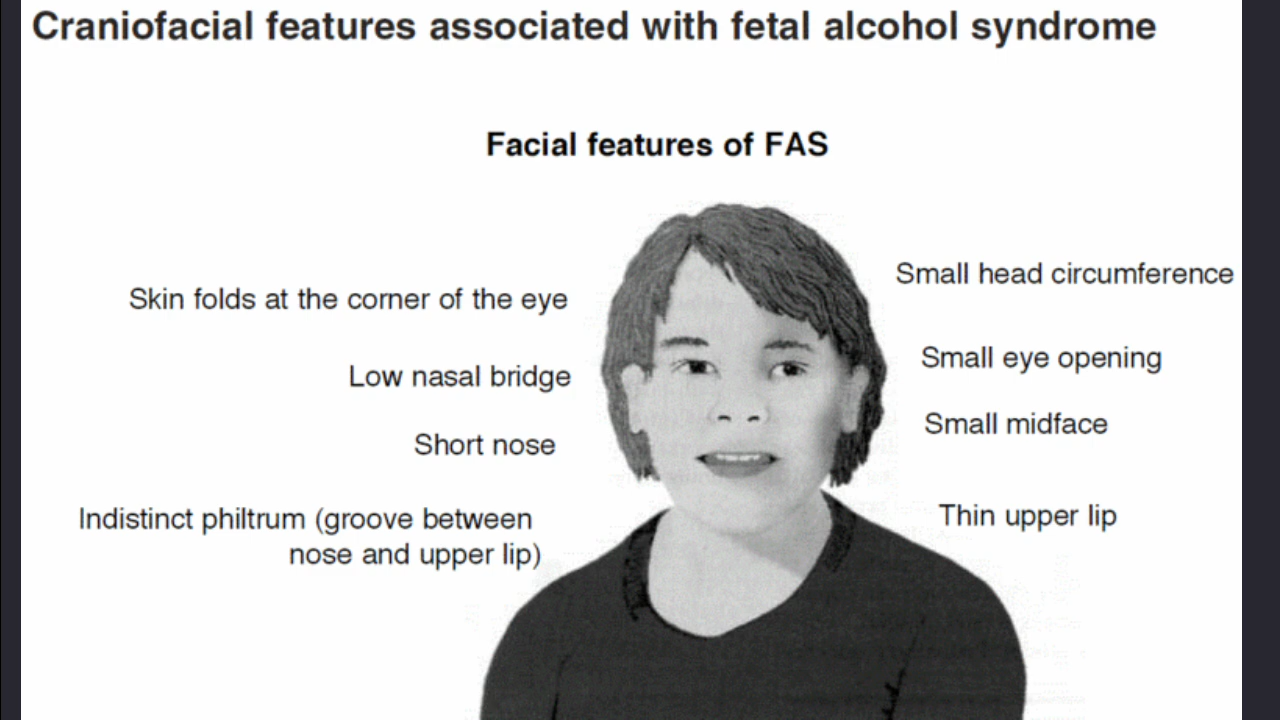 Craniofacial features associated with fetal alcohol syndrome
Facial features of FAS
Skin folds at the corner of the eye
Low nasal bridge
Short nose
Indistinct philtrum (groove between
nose and upper lip)
Small head circumference
Small eye opening
Small midface
Thin upper lip